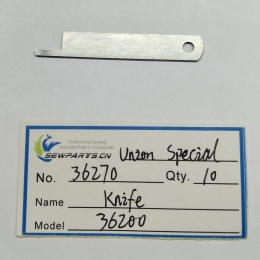 Professional Sewing
Machine Parts & Accessories
SEWPARTS.CN Union Special
No. 36270 Qty. 10
Name Knife
Model 36200